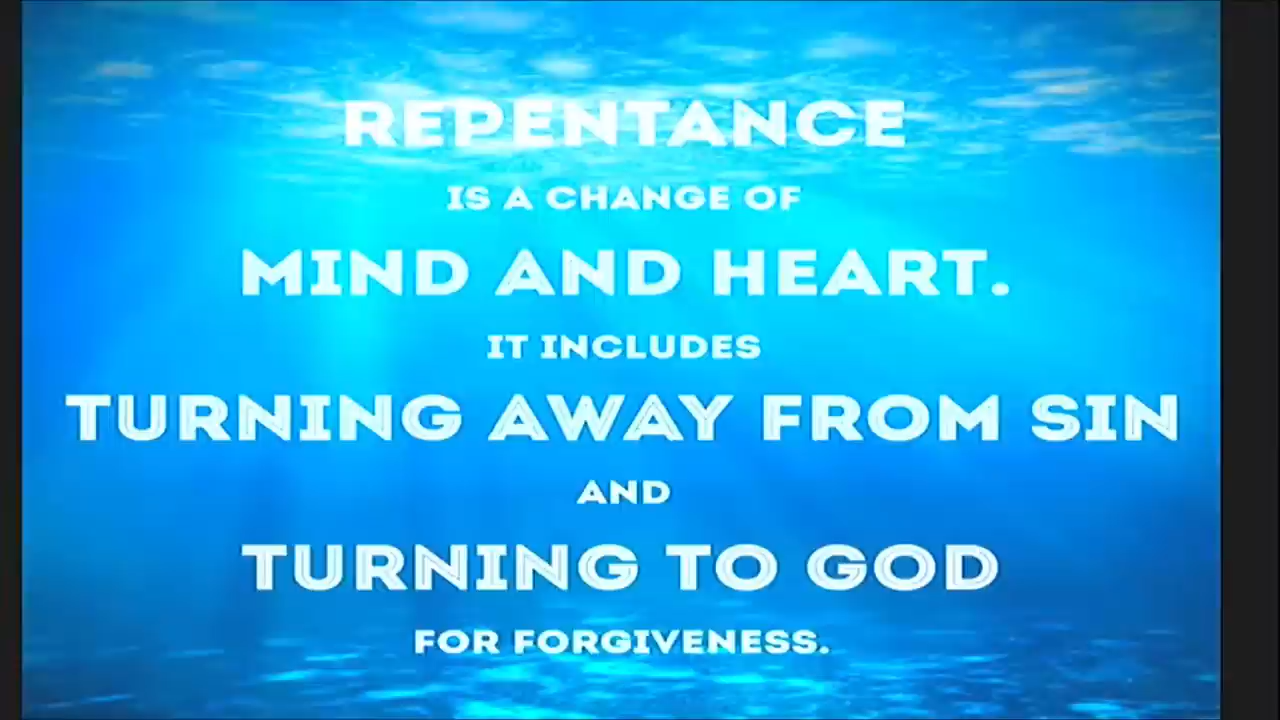 REPENTANCE
IS A CHANGE OF
MIND AND HEART.
IT INCLUDES
TURNING AWAY FROM SIN
AND
TURNING TO GOD
FOR FORGIVENESS.